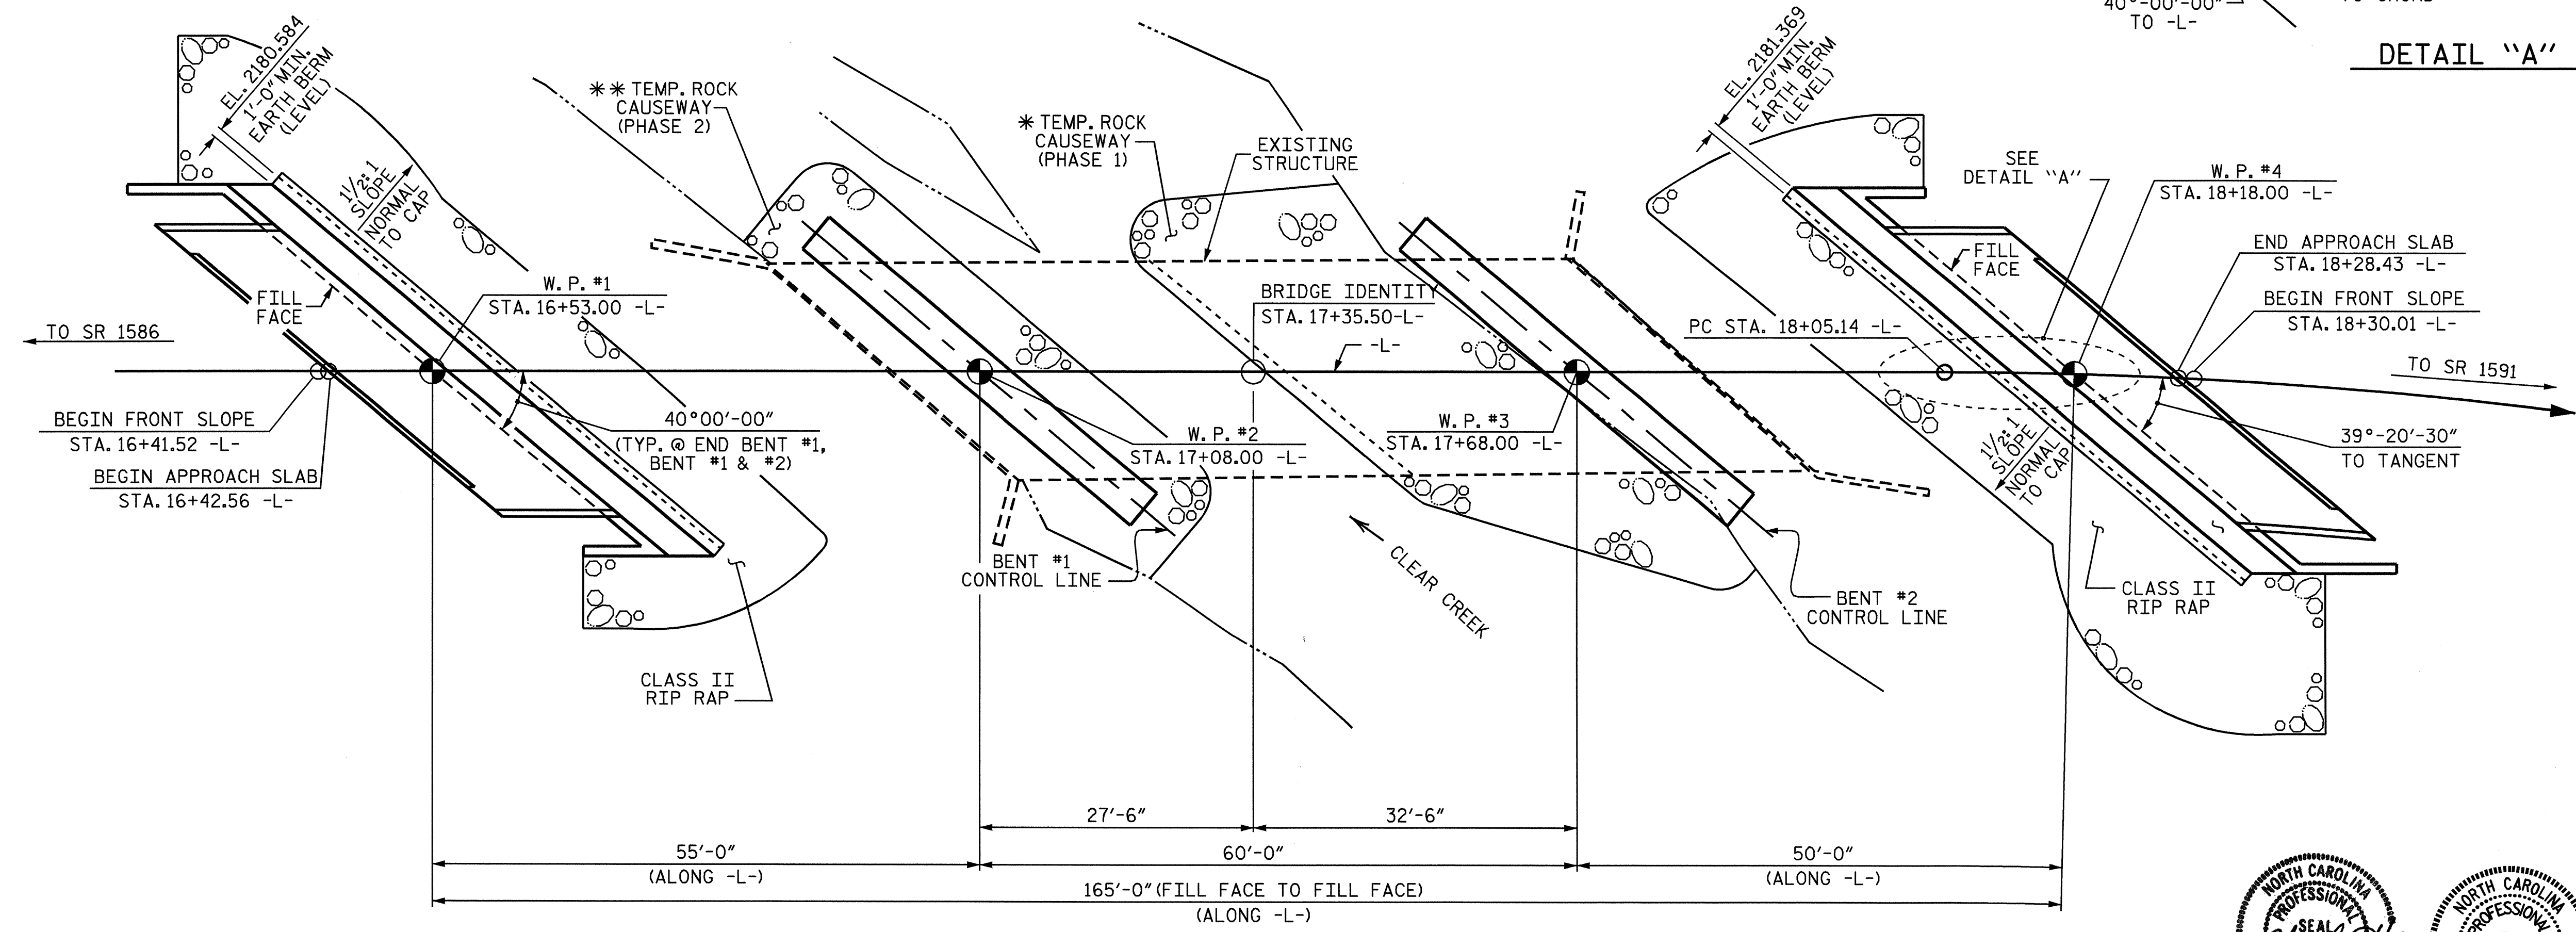 40°-00'-00"
TO -L-
DETAIL "A"
EL. 2180.584
1'-0" MIN.
EARTH BERM
(LEVEL)
1½:1
SLOPE
NORMAL
TO CAP
** TEMP. ROCK
CAUSEWAY
(PHASE 2)
* TEMP. ROCK
CAUSEWAY
(PHASE 1)
EXISTING
STRUCTURE
EL. 2181.369
1'-0" MIN.
EARTH BERM
(LEVEL)
SEE
DETAIL "A"
W.P. #4
STA. 18+18.00 -L-
END APPROACH SLAB
STA. 18+28.43 -L-
BEGIN FRONT SLOPE
STA. 18+30.01 -L-
FILL
FACE
FILL
FACE
W.P. #1
STA. 16+53.00 -L-
BRIDGE IDENTITY
STA. 17+35.50-L-
-L-
PC STA. 18+05.14 -L-
TO SR 1586
TO SR 1591
BEGIN FRONT SLOPE
STA. 16+41.52 -L-
BEGIN APPROACH SLAB
STA. 16+42.56 -L-
40°00'-00"
(TYP. @ END BENT #1,
BENT #1 & #2)
W.P. #2
STA. 17+08.00 -L-
W.P. #3
STA. 17+68.00 -L-
1½:1
SLOPE
NORMAL
TO CAP
39°-20'-30"
TO TANGENT
BENT #1
CONTROL LINE
CLEAR CREEK
BENT #2
CONTROL LINE
CLASS II
RIP RAP
CLASS II
RIP RAP
27'-6"
32'-6"
55'-0"
(ALONG -L-)
60'-0"
50'-0"
(ALONG -L-)
165'-0" (FILL FACE TO FILL FACE)
(ALONG -L-)
NORTH CAROLINA
PROFESSIONAL
SEAL
NORTH CAROLINA
PROFESSIONAL